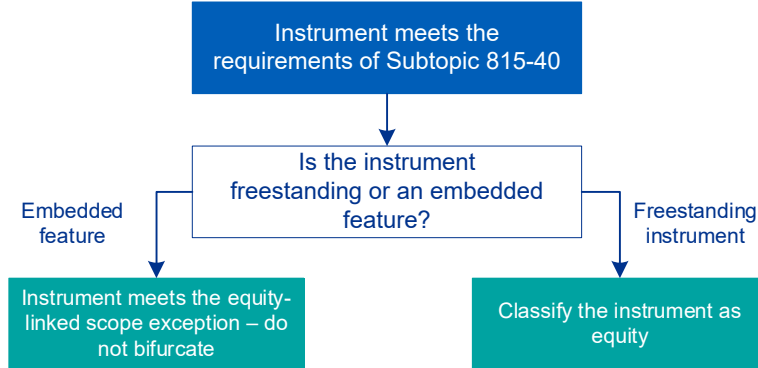 Instrument meets the
requirements of Subtopic 815-40
Is the instrument
freestanding or an embedded
feature?
Embedded
feature
Freestanding
instrument
Instrument meets the equity-
linked scope exception – do
not bifurcate
Classify the instrument as
equity